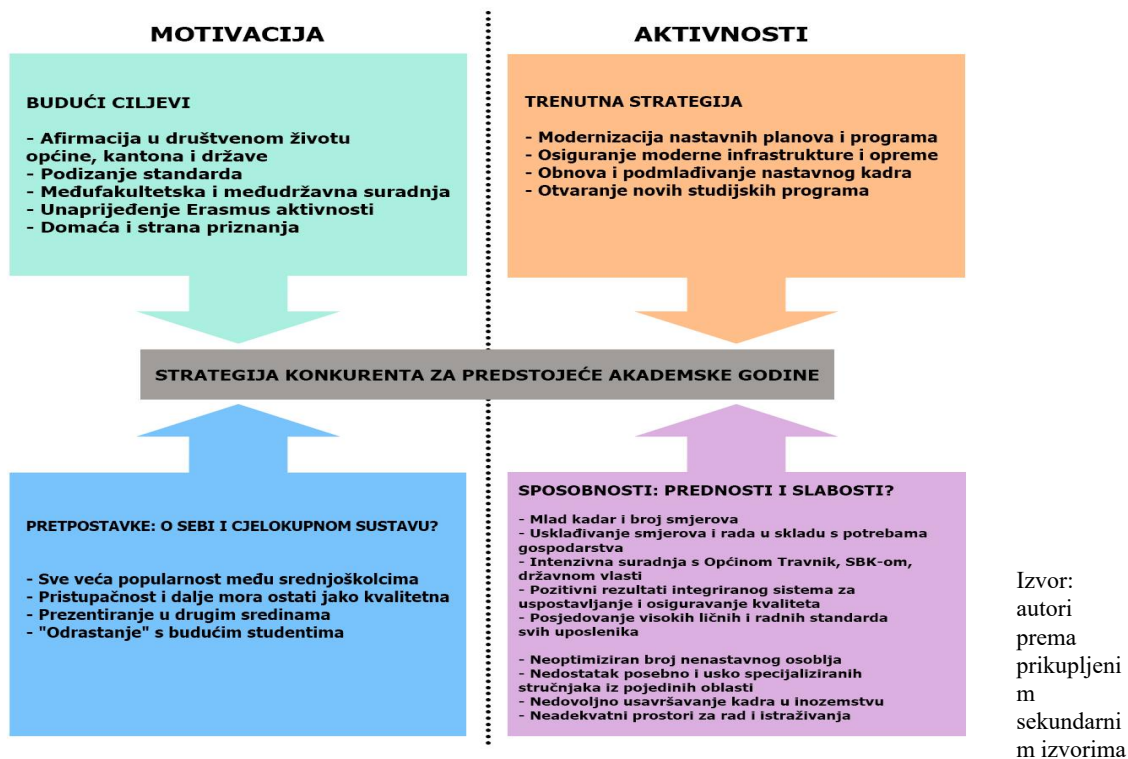 MOTIVACIJA
AKTIVNOSTI
BUDUĆI CILJEVI
- Afirmacija u društvenom životu
općine, kantona i države
- Podizanje standarda
- Međufakultetska i međudržavna suradnja
- Unaprijeđenje Erasmus aktivnosti
- Domaća i strana priznanja
TRENUTNA STRATEGIJA
- Modernizacija nastavnih planova i programa
- Osiguranje moderne infrastrukture i opreme
- Obnova i podmlađivanje nastavnog kadra
- Otvaranje novih studijskih programa
STRATEGIJA KONKURENTA ZA PREDSTOJEĆE AKADEMSKE GODINE
PRETPOSTAVKE: O SEBI I CJELOKUPNOM SUSTAVU?
- Sve veća popularnost među srednjoškolcima
- Pristupačnost i dalje mora ostati jako kvalitetna
- Prezentiranje u drugim sredinama
- "Odrastanje" s budućim studentima
SPOSOBNOSTI: PREDNOSTI I SLABOSTI?
- Mlad kadar i broj smjerova
- Usklađivanje smjerova i rada u skladu s potrebama
gospodarstva
- Intenzivna suradnja s Općinom Travnik, SBK-om,
državnom vlasti
- Pozitivni rezultati integriranog sistema za
uspostavljanje i osiguravanje kvaliteta
- Posjedovanje visokih ličnih i radnih standarda
svih uposlenika
- Neoptimiziran broj nenastavnog osoblja
- Nedostatak posebno i usko specijaliziranih
stručnjaka iz pojedinih oblasti
- Nedovoljno usavršavanje kadra u inozemstvu
- Neadekvatni prostori za rad i istraživanja
Izvor:
autori
prema
prikupljeni
m
sekundarni
m izvorima